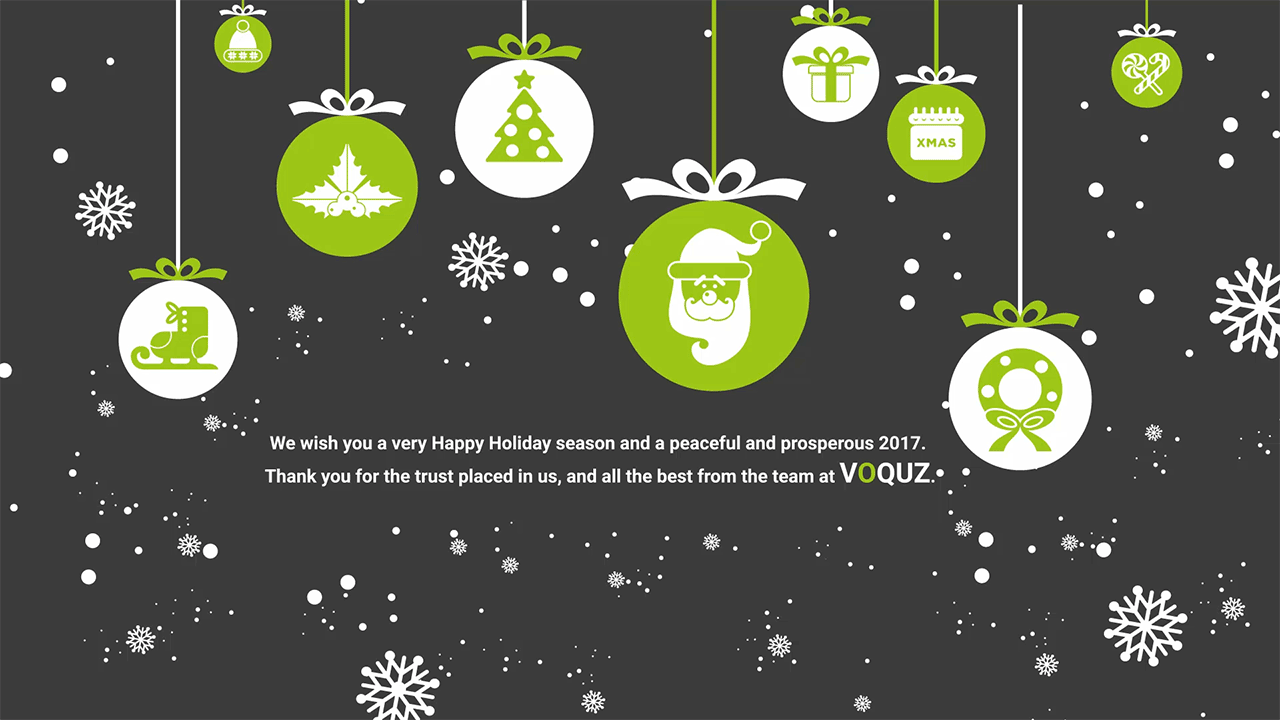 XMAS
We wish you a very Happy Holiday season and a peaceful and prosperous 2017.
Thank you for the trust placed in us, and all the best from the team at VOQUZ.